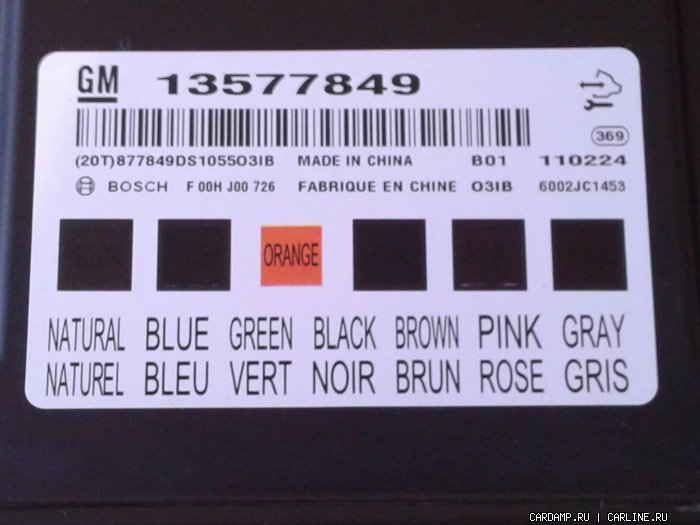 GM 13577849
369
(20T)877849DS1055O3IB MADE IN CHINA B01 110224
BOSCH F 00H J00 726 FABRIQUE EN CHINE O3IB 6002JC1453
ORANGE
NATURAL BLUE GREEN BLACK BROWN PINK GRAY
NATUREL BLEU VERT NOIR BRUN ROSE GRIS
CARDAMP.RU | CARLINE.RU